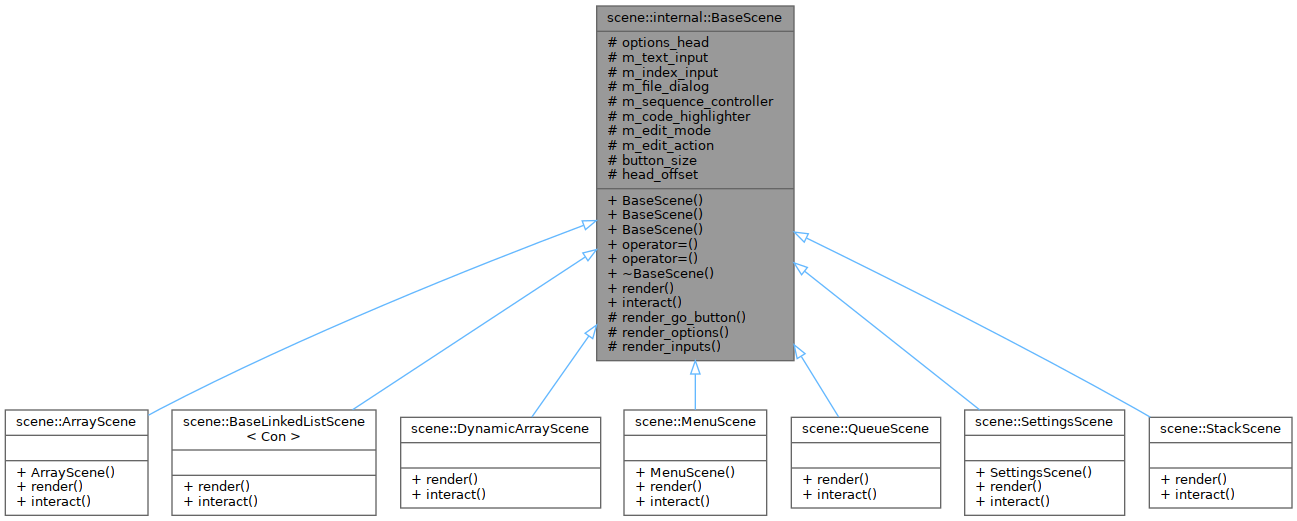 scene::internal::BaseScene
# options_head
# m_text_input
# m_index_input
# m_file_dialog
# m_sequence_controller
# m_code_highlighter
# m_edit_mode
# m_edit_action
# button_size
# head_offset
+ BaseScene()
+ BaseScene()
+ BaseScene()
+ operator=()
+ operator=()
+ ~BaseScene()
+ render()
+ interact()
# render_go_button()
# render_options()
# render_inputs()
scene::ArrayScene
+ ArrayScene()
+ render()
+ interact()
scene::BaseLinkedListScene
< Con >
+ render()
+ interact()
scene::DynamicArrayScene
+ render()
+ interact()
scene::MenuScene
+ MenuScene()
+ render()
+ interact()
scene::QueueScene
+ render()
+ interact()
scene::SettingsScene
+ SettingsScene()
+ render()
+ interact()
scene::StackScene
+ render()
+ interact()